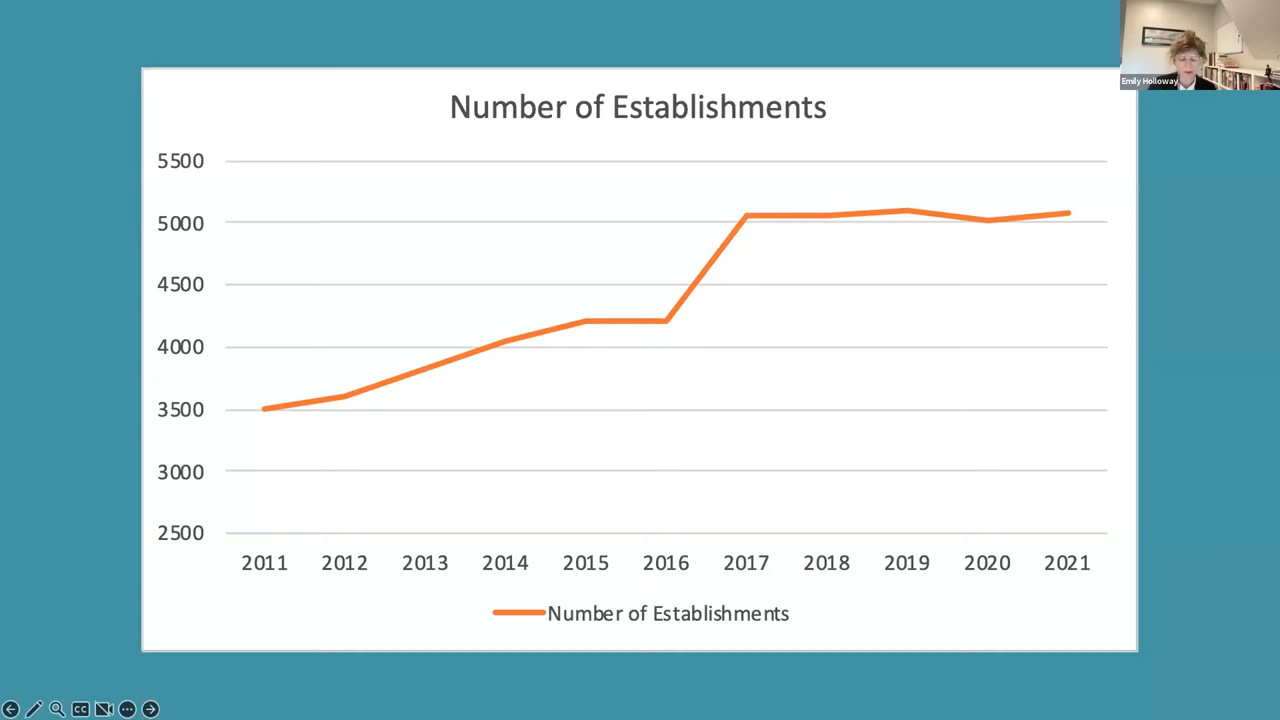 Emily Holloway
Number of Establishments
5500
5000
4500
4000
3500
3000
2500
2011 2012 2013 2014 2015 2016 2017 2018 2019 2020 2021
Number of Establishments
CC